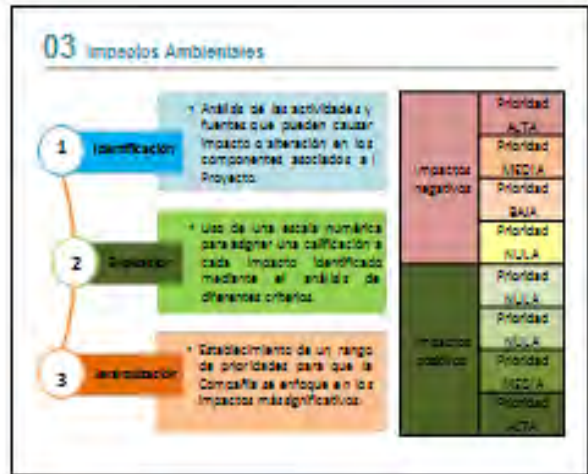 03 Impactos Ambientales
1
Identificación
• Análisis de las actividades y
fuentes que pueden causar
impacto o alteración en los
componentes asociados al
Proyecto.
2
Evaluación
• Uso de una escala numérica
para asignar una calificación a
cada impacto identificado
mediante el análisis de
diferentes criterios.
3
Jerarquización
• Establecimiento de un rango
de prioridades para que la
Compañía se enfoque en los
impactos más significativos.
Impactos
negativos
Prioridad
ALTA
Prioridad
MEDIA
Prioridad
BAJA
Prioridad
NULA
Impactos
positivos
Prioridad
NULA
Prioridad
NULA
Prioridad
MEDIA
Prioridad
ALTA